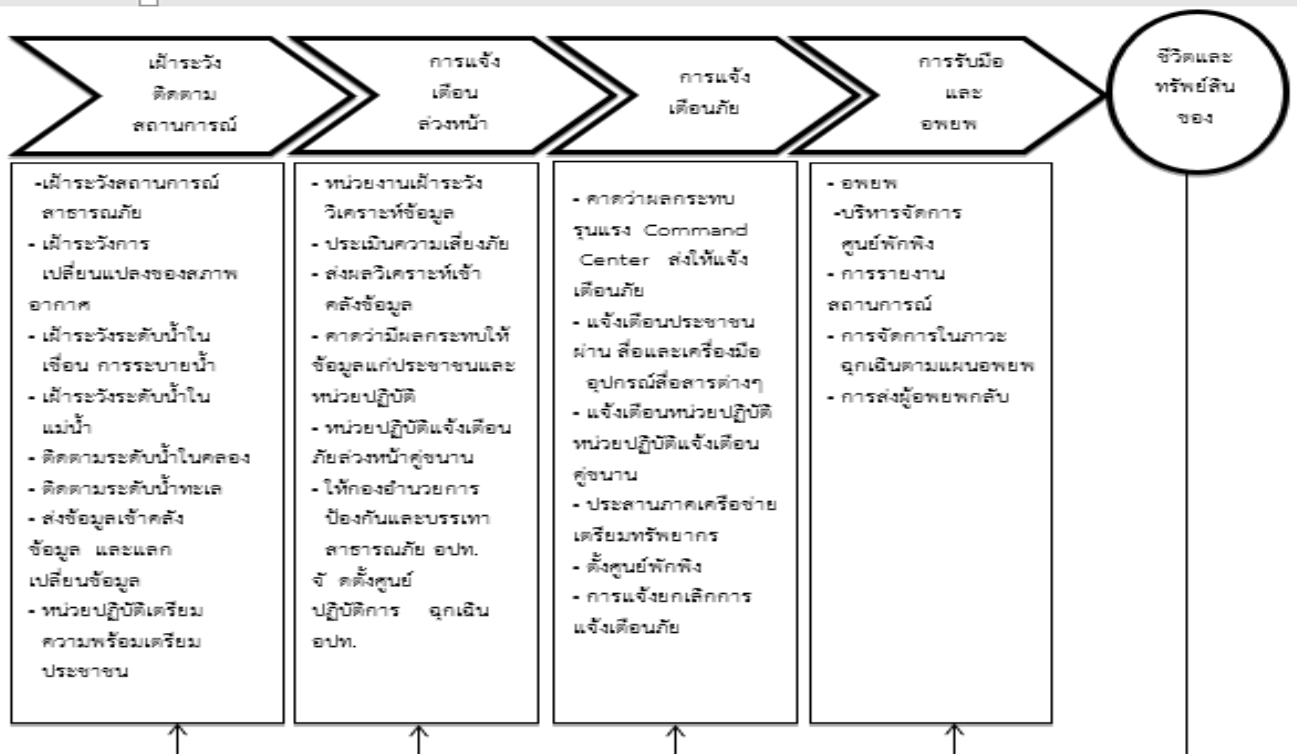 เฝ้าระวัง
ติดตาม
สถานการณ์
การแจ้ง
เตือน
ล่วงหน้า
การแจ้ง
เตือนภัย
การรับมือ
และ
อพยพ
ชีวิตและ
ทรัพย์สิน
ของ
-เฝ้าระวังสถานการณ์
สาธารณภัย
- เฝ้าระวังการ
เปลี่ยนแปลงของสภาพ
อากาศ
- เฝ้าระวังระดับน้ำใน
เขื่อน การระบายน้ำ
- เฝ้าระวังระดับน้ำใน
แม่น้ำ
- ติดตามระดับน้ำในคลอง
- ติดตามระดับน้ำทะเล
- ส่งข้อมูลเข้าคลัง
ข้อมูล และแลก
เปลี่ยนข้อมูล
- หน่วยปฏิบัติเตรียม
ความพร้อมเตรียม
ประชาชน
- หน่วยงานเฝ้าระวัง
วิเคราะห์ข้อมูล
- ประเมินความเสี่ยงภัย
- ส่งผลวิเคราะห์เข้า
คลังข้อมูล
- คาดว่ามีผลกระทบให้
ข้อมูลแก่ประชาชนและ
หน่วยปฏิบัติ
- หน่วยปฏิบัติแจ้งเตือน
ภัยล่วงหน้าคู่ขนาน
- ให้กองอำนวยการ
ป้องกันและบรรเทา
สาธารณภัย อปท.
จั ดตั้งศูนย์
ปฏิบัติการ ฉุกเฉิน
อปท.
- คาดว่าผลกระทบ
รุนแรง Command
Center ส่งให้แจ้ง
เตือนภัย
- แจ้งเตือนประชาชน
ผ่าน สื่อและเครื่องมือ
อุปกรณ์สื่อสารต่างๆ
- แจ้งเตือนหน่วยปฏิบัติ
หน่วยปฏิบัติแจ้งเตือน
คู่ขนาน
- ประสานภาคเครือข่าย
เตรียมทรัพยากร
- ตั้งศูนย์พักพิง
- การแจ้งยกเลิกการ
แจ้งเตือนภัย
- อพยพ
-บริหารจัดการ
ศูนย์พักพิง
- การรายงาน
สถานการณ์
- การจัดการในภาวะ
ฉุกเฉินตามแผนอพยพ
- การส่งผู้อพยพกลับ